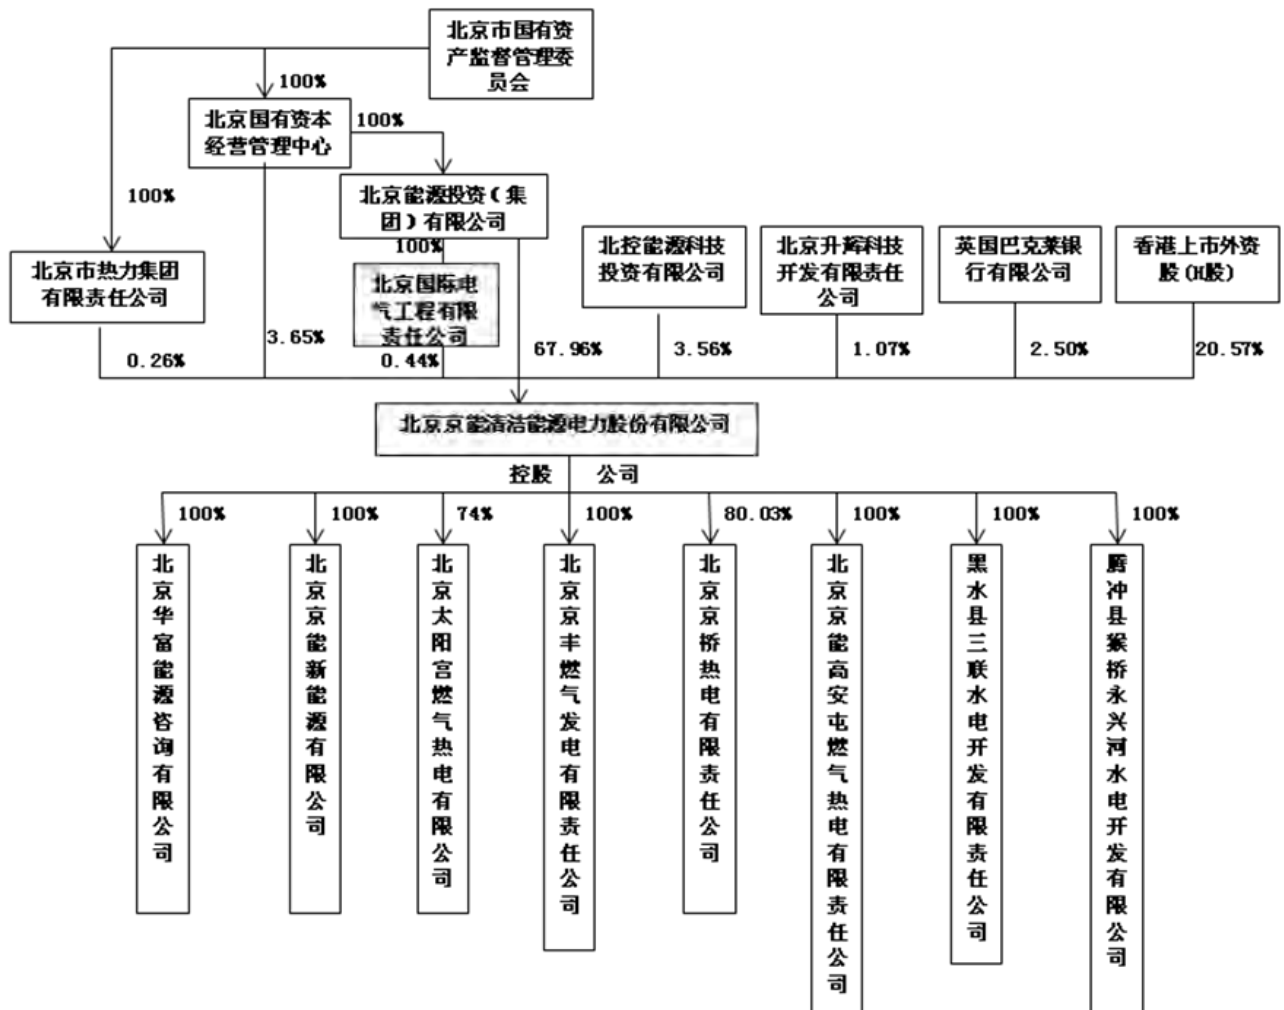 北京市国有资
产监督管理委
员会
100%
北京国有资本
经营管理中心
100%
100%
北京能源投资(集
团)有限公司
100%
北京市热力集团
有限责任公司
北京国际电
气工程有限
责任公司
北控能源科技
投资有限公司
北京升辉科技
开发有限责任
公司
英国巴克莱银
行有限公司
香港上市外资
股(H股)
0.26%
3.65%
0.44%
67.96%
3.56%
1.07%
2.50%
20.57%
北京京能清洁能源电力股份有限公司
控股 公司
100%
100%
74%
100%
80.03%
100%
100%
100%
北京华富能源咨询有限公司
北京京能新能源有限公司
北京太阳宫燃气热电有限公司
北京京丰燃气发电有限责任公司
北京京桥热电有限责任公司
北京京能高安屯燃气热电有限责任公司
黑水县三联水电开发有限责任公司
腾冲县猴桥永兴河水电开发有限公司